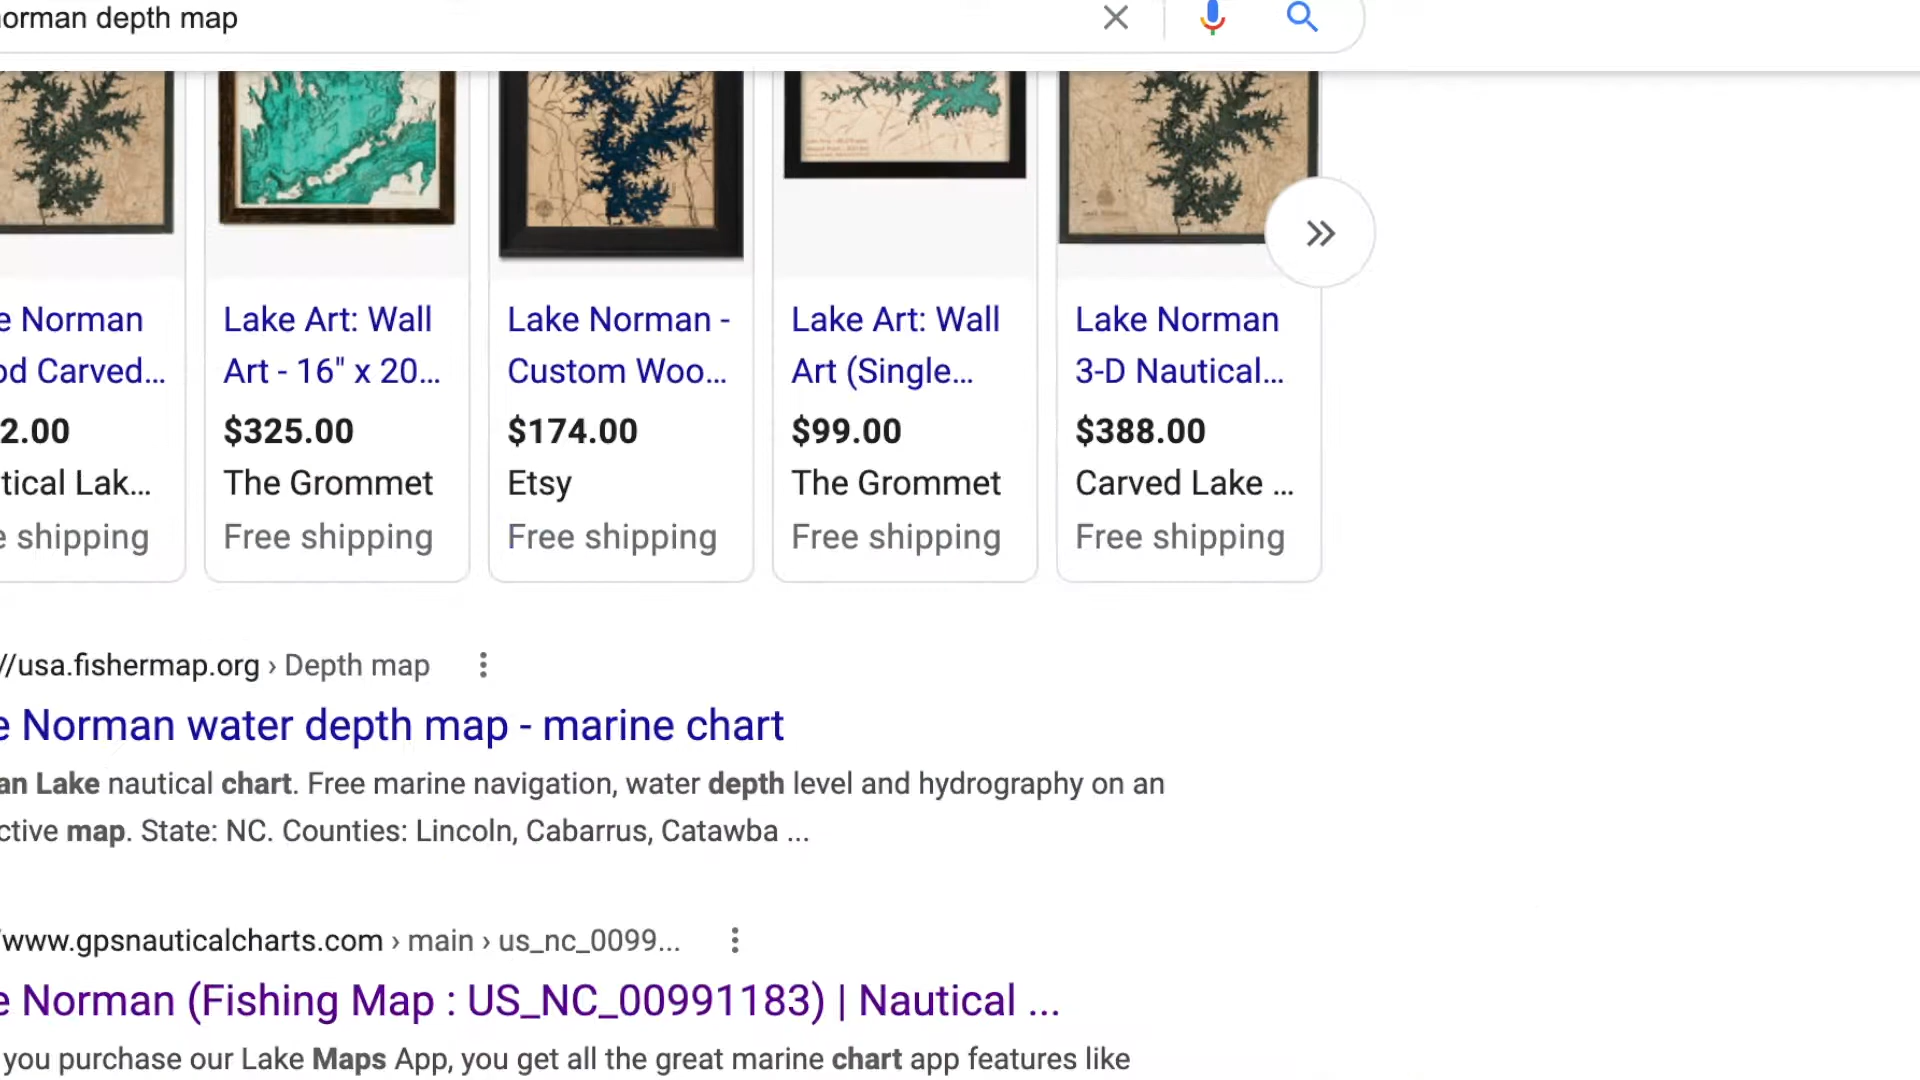 orman depth map
e Norman
od Carved...
2.00
tical Lak...
e shipping
Lake Art: Wall
Art - 16" x 20...
$325.00
The Grommet
Free shipping
Lake Norman -
Custom Woo...
$174.00
Etsy
Free shipping
Lake Art: Wall
Art (Single...
$99.00
The Grommet
Free shipping
Lake Norman
3-D Nautical...
$388.00
Carved Lake ...
Free shipping
//usa.fishermap.org › Depth map
e Norman water depth map - marine chart
an Lake nautical chart. Free marine navigation, water depth level and hydrography on an
ctive map. State: NC. Counties: Lincoln, Cabarrus, Catawba ...
/www.gpsnauticalcharts.com › main › us_nc_0099...
e Norman (Fishing Map : US_NC_00991183) | Nautical ...
you purchase our Lake Maps App, you get all the great marine chart app features like